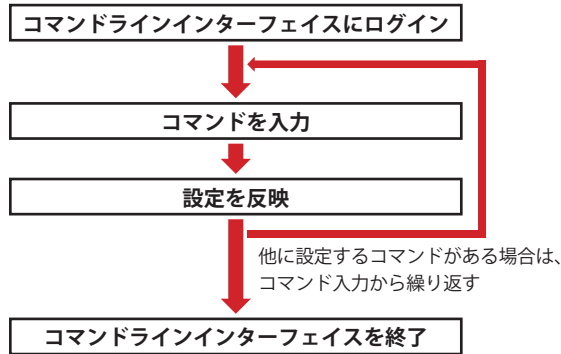 コマンドラインインターフェイスにログイン
コマンドを入力
設定を反映
他に設定するコマンドがある場合は、
コマンド入力から繰り返す
コマンドラインインターフェイスを終了